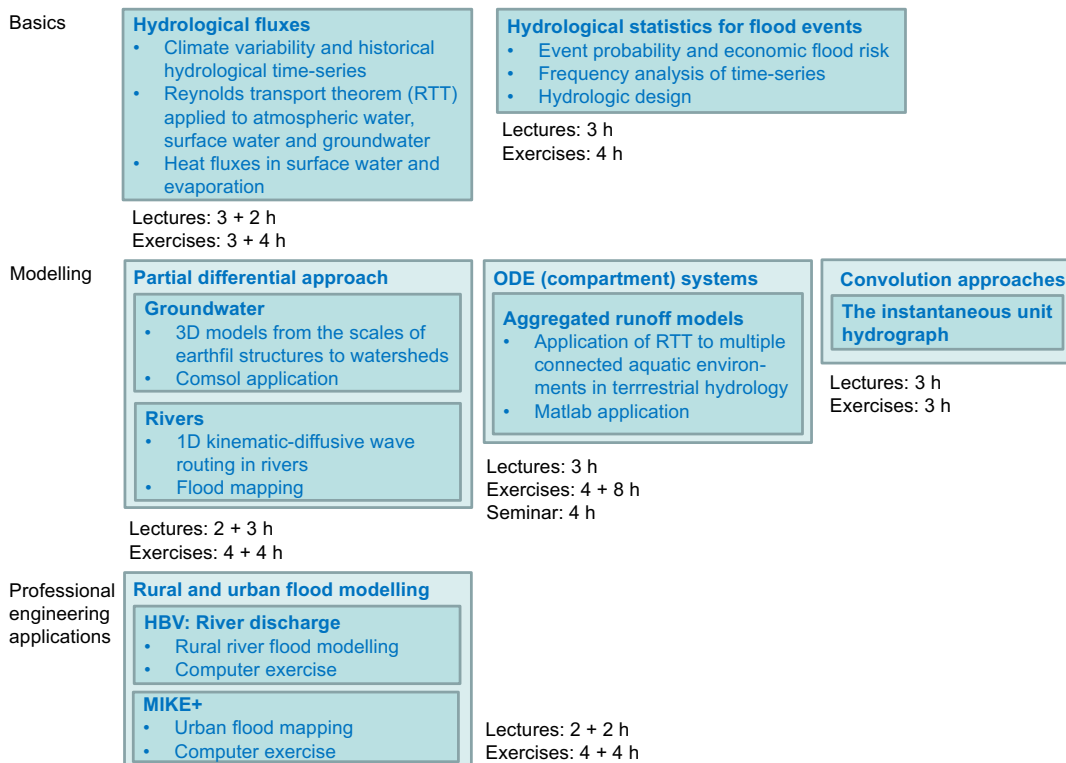 Basics
Hydrological fluxes
• Climate variability and historical
hydrological time-series
• Reynolds transport theorem (RTT)
applied to atmospheric water,
surface water and groundwater
• Heat fluxes in surface water and
evaporation
Lectures: 3 + 2 h
Exercises: 3 + 4 h
Hydrological statistics for flood events
• Event probability and economic flood risk
• Frequency analysis of time-series
• Hydrologic design
Lectures: 3 h
Exercises: 4 h
Modelling
Partial differential approach
Groundwater
• 3D models from the scales of
earthfil structures to watersheds
• Comsol application
Rivers
• 1D kinematic-diffusive wave
routing in rivers
• Flood mapping
Lectures: 2 + 3 h
Exercises: 4 + 4 h
ODE (compartment) systems
Aggregated runoff models
• Application of RTT to multiple
connected aquatic environ-
ments in terrrestrial hydrology
• Matlab application
Lectures: 3 h
Exercises: 4 + 8 h
Seminar: 4 h
Convolution approaches
The instantaneous unit
hydrograph
Lectures: 3 h
Exercises: 3 h
Professional
engineering
applications
Rural and urban flood modelling
HBV: River discharge
• Rural river flood modelling
• Computer exercise
MIKE+
• Urban flood mapping
• Computer exercise
Lectures: 2 + 2 h
Exercises: 4 + 4 h